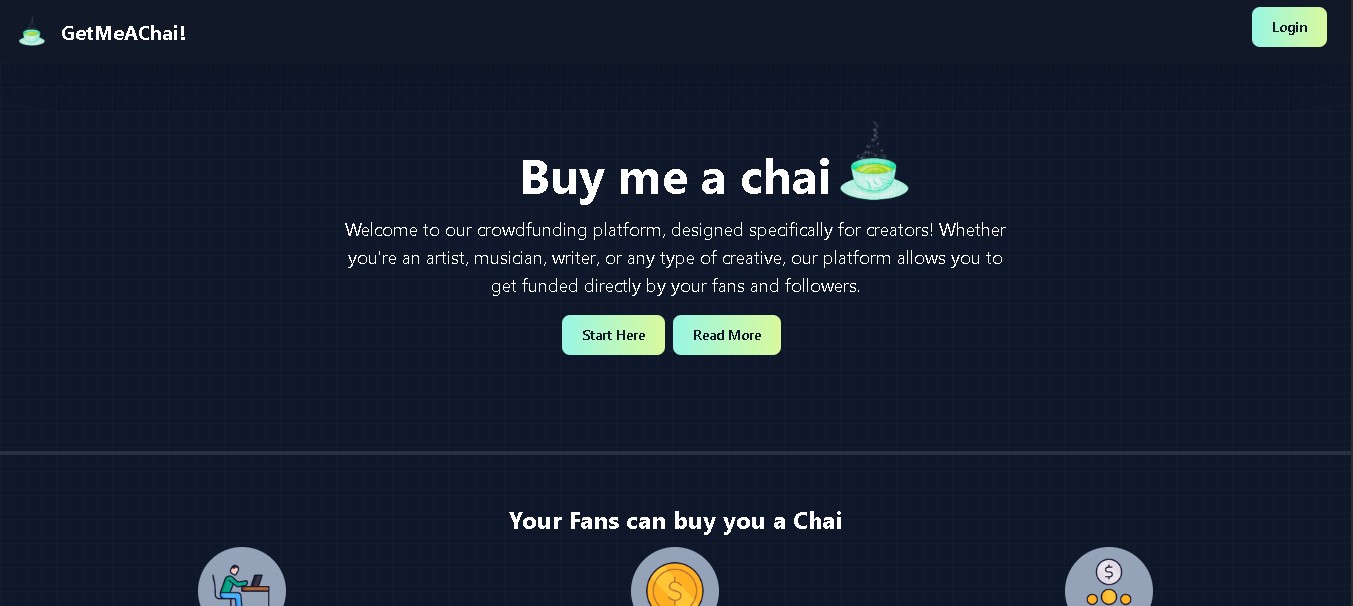 GetMeAChai!
Login
Buy me a chai
Welcome to our crowdfunding platform, designed specifically for creators! Whether
you're an artist, musician, writer, or any type of creative, our platform allows you to
get funded directly by your fans and followers.
Start Here
Read More
Your Fans can buy you a Chai
$
$